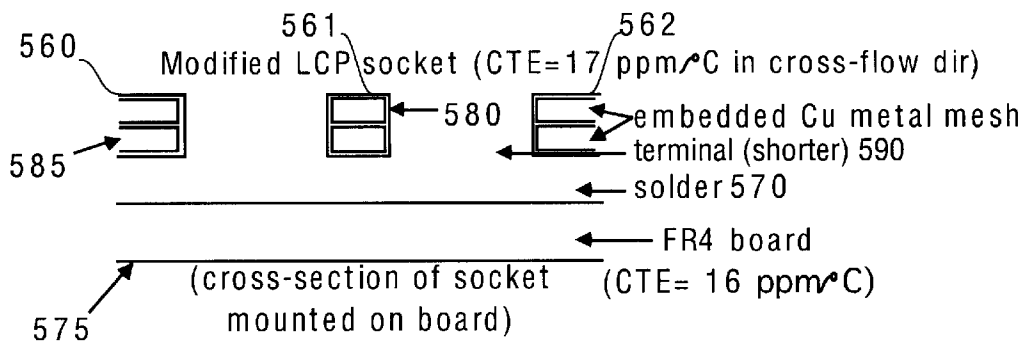 561
562
560
Modified LCP socket (CTE=17 ppm/°C in cross-flow dir)
580
embedded Cu metal mesh
585
terminal (shorter) 590
solder 570
FR4 board
(cross-section of socket
(CTE= 16 ppm/°C)
mounted on board)
575